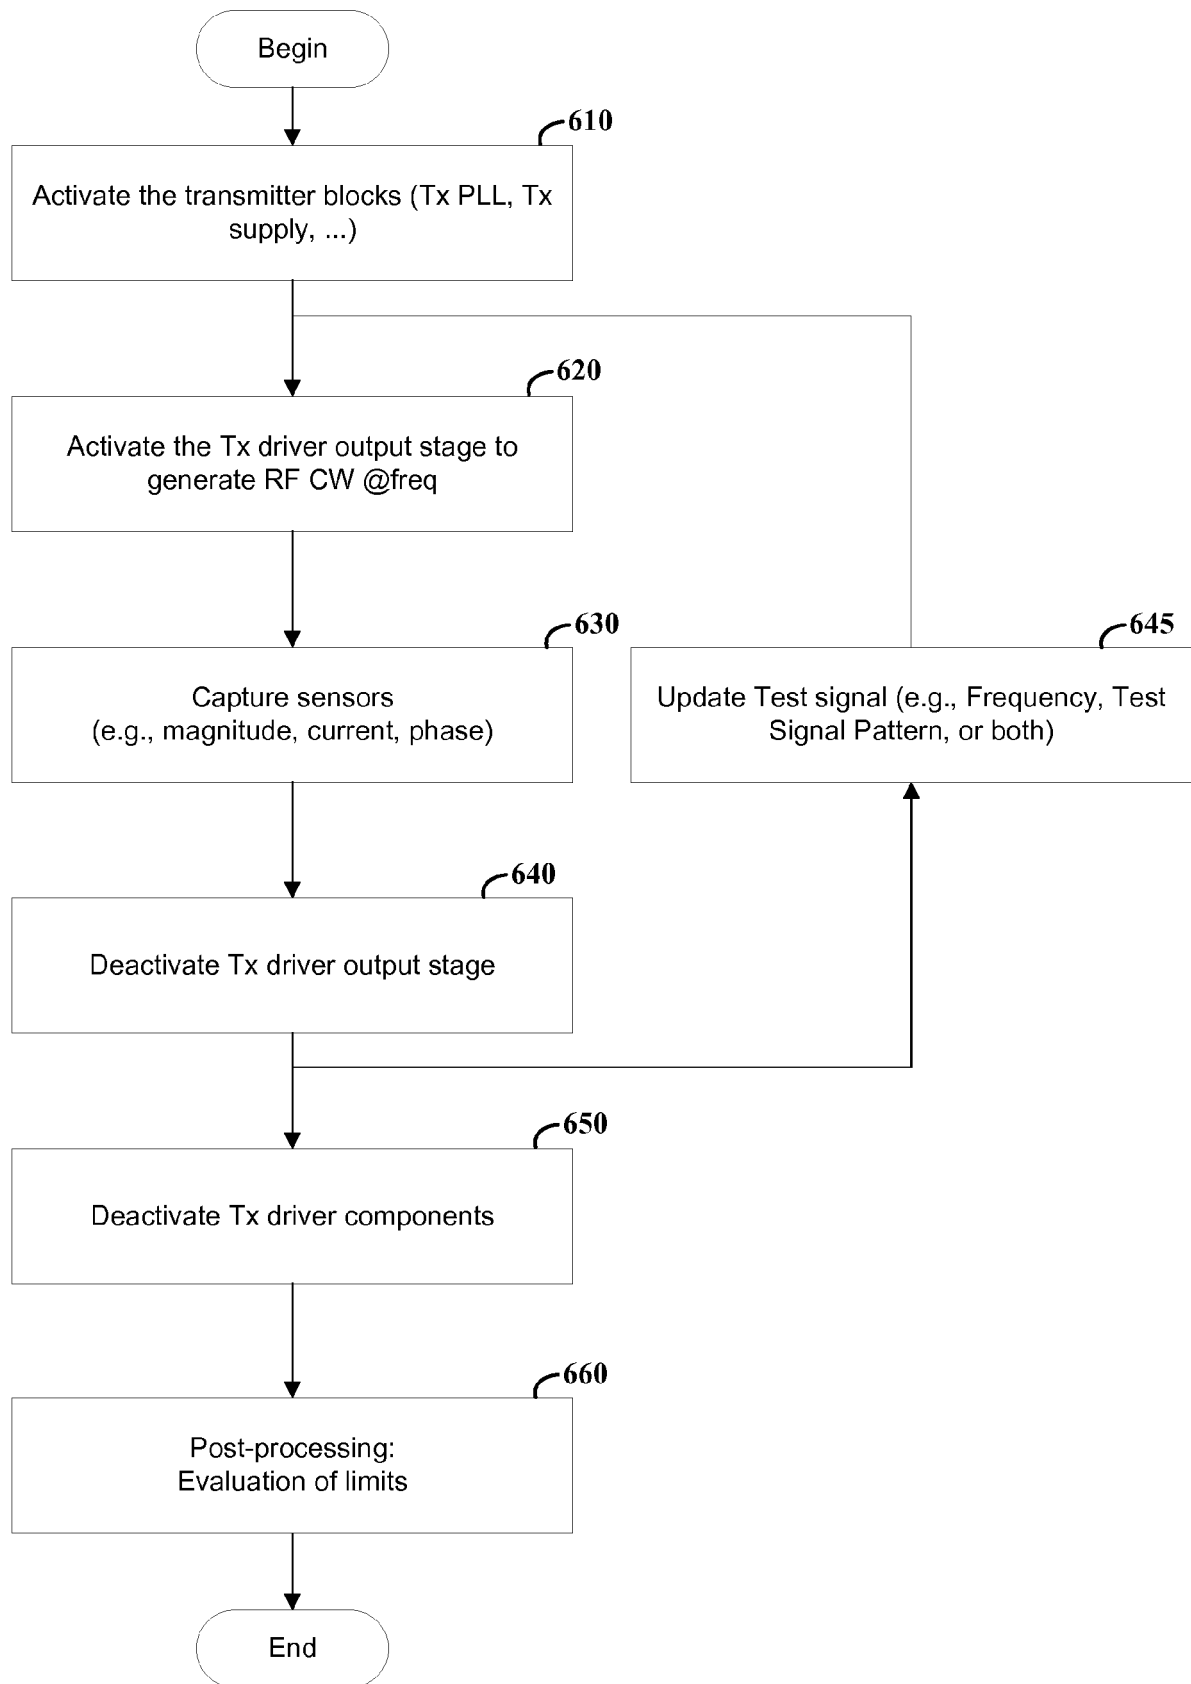 Begin
610
Activate the transmitter blocks (Tx PLL, Tx
supply, ...)
620
Activate the Tx driver output stage to
generate RF CW @freq
630
Capture sensors
(e.g., magnitude, current, phase)
645
Update Test signal (e.g., Frequency, Test
Signal Pattern, or both)
640
Deactivate Tx driver output stage
650
Deactivate Tx driver components
660
Post-processing:
Evaluation of limits
End